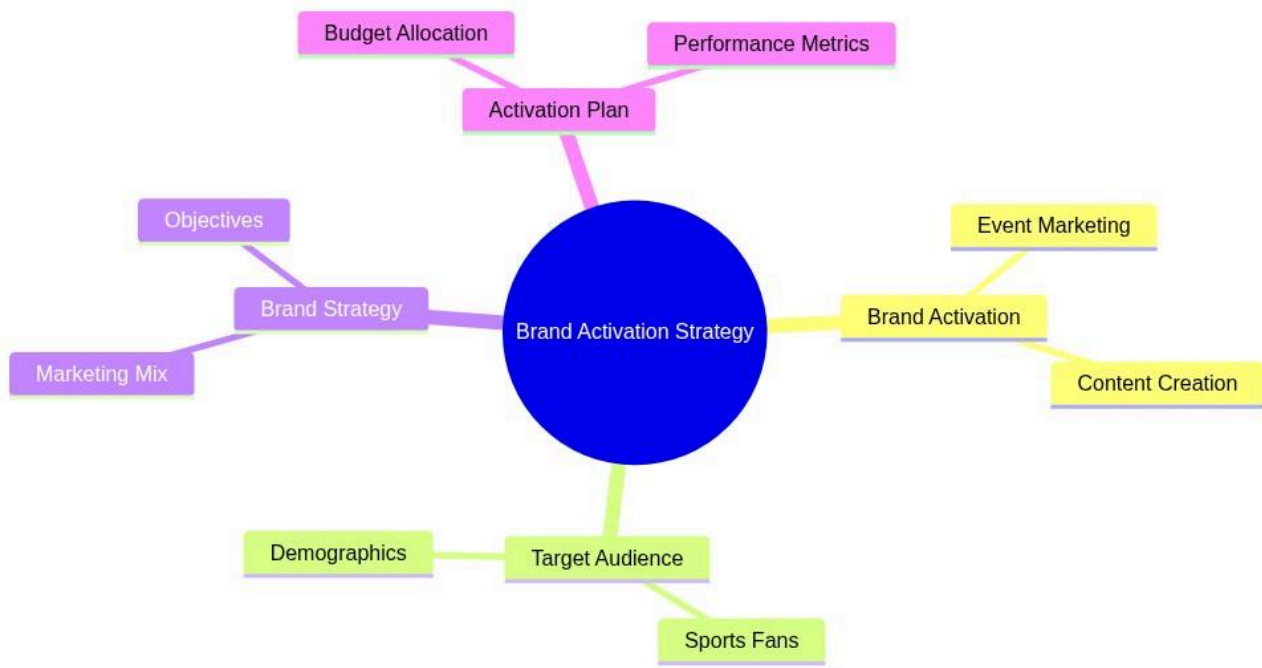 Budget Allocation
Performance Metrics
Activation Plan
Objectives
Event Marketing
Brand Strategy
Brand Activation
Brand Activation Strategy
Marketing Mix
Content Creation
Demographics
Target Audience
Sports Fans